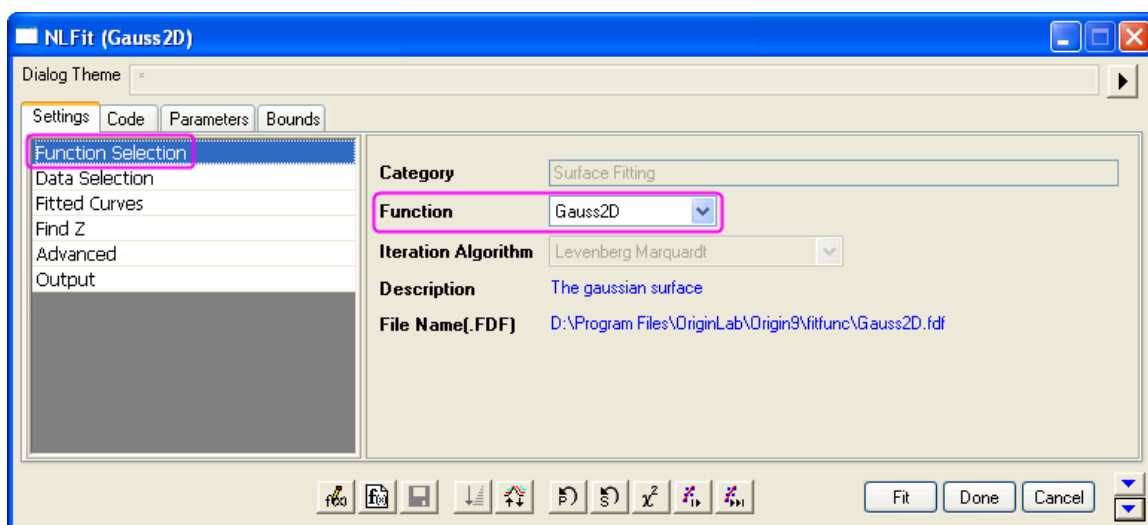 NLFit (Gauss2D)
Dialog Theme *
Settings Code Parameters Bounds
Function Selection
Data Selection
Fitted Curves
Find Z
Advanced
Output
Category Surface Fitting
Function Gauss2D
Iteration Algorithm Levenberg Marquardt
Description The gaussian surface
File Name(.FDF) D:\Program Files\OriginLab\Origin9\fitfunc\Gauss2D.fdf
Fit Done Cancel